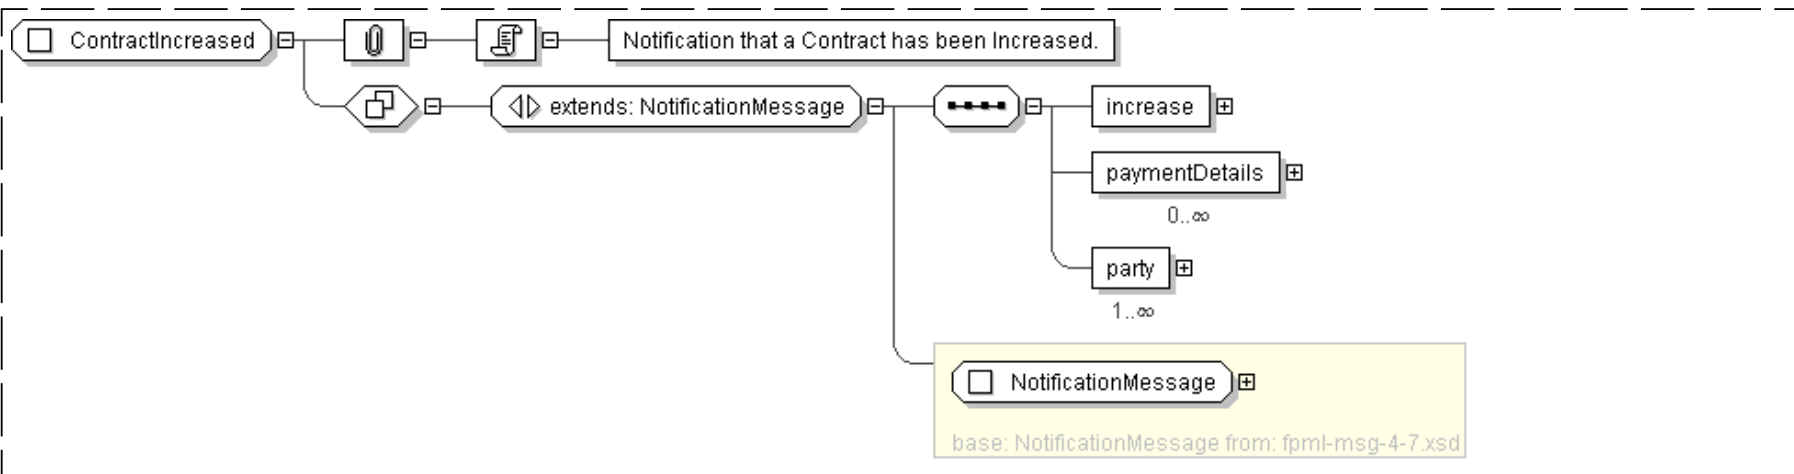 ContractIncreased
Notification that a Contract has been Increased.
extends: NotificationMessage
increase
paymentDetails
0..∞
party
1..∞
NotificationMessage
base: NotificationMessage from: fpml-msg-4-7.xsd